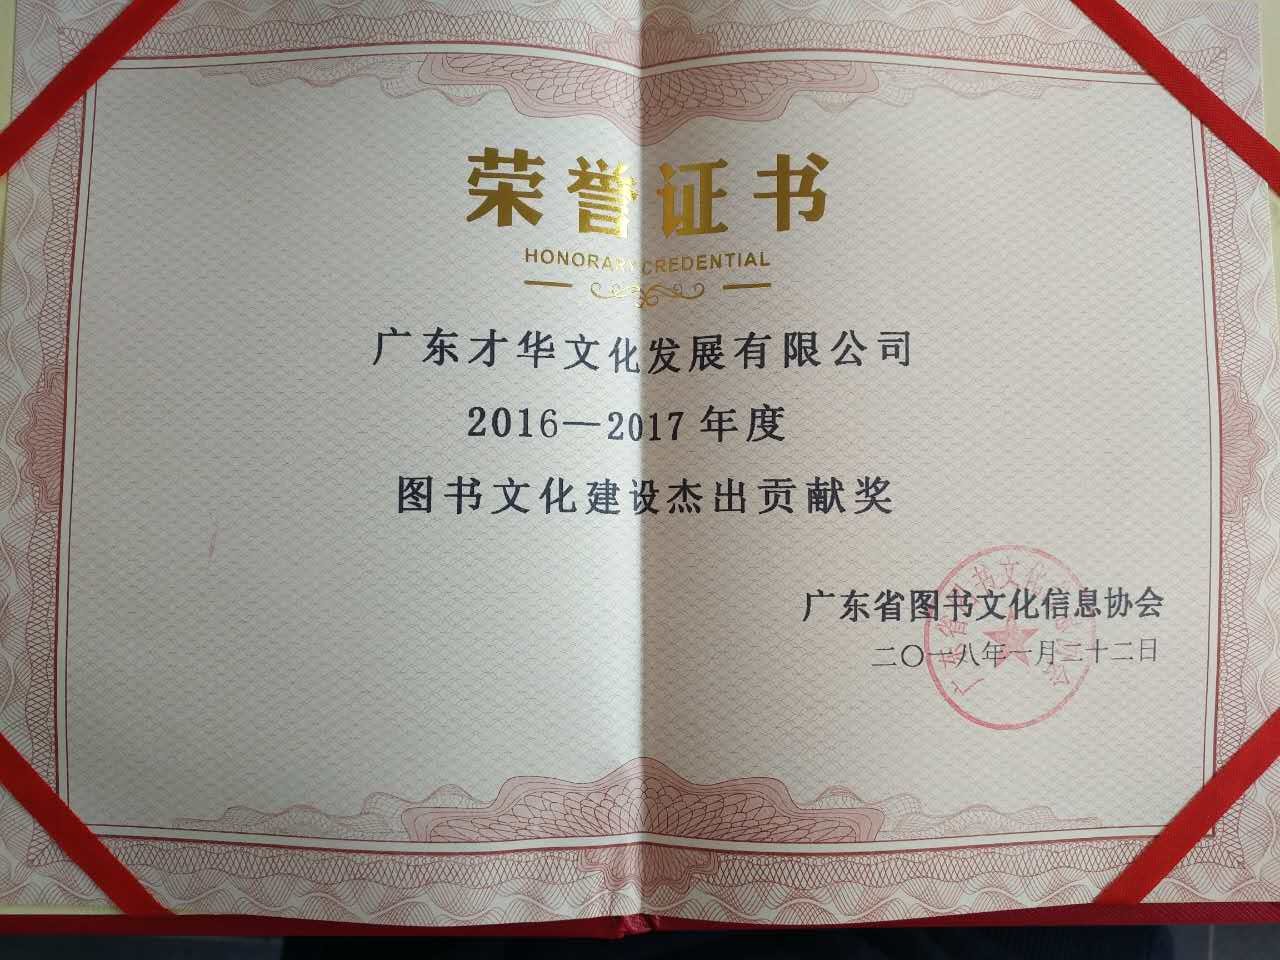 荣誉证书
HONORARY CREDENTIAL
广东才华文化发展有限公司
2016—2017年度
图书文化建设杰出贡献奖
广东省图书文化信息协会
二〇一八年一月二十二日